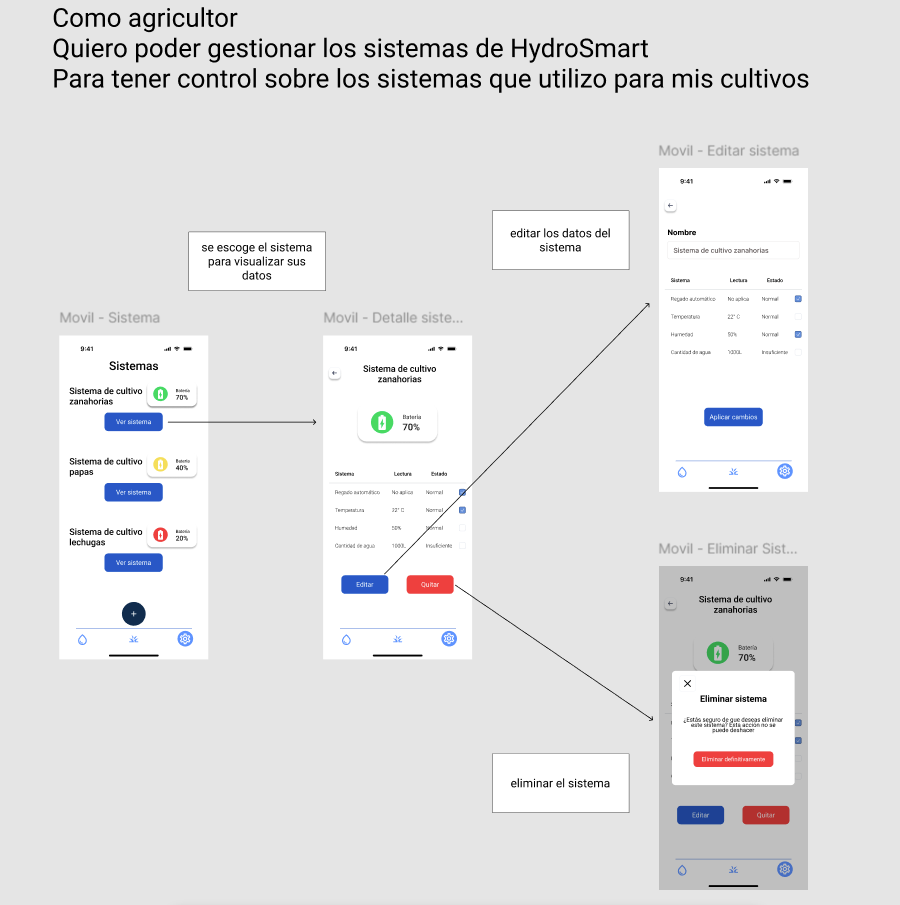 Como agricultor
Quiero poder gestionar los sistemas de HydroSmart
Para tener control sobre los sistemas que utilizo para mis cultivos
Movil - Editar sistema
9:41
Nombre
Sistema de cultivo zanahorias
Sistema Lectura Estado
Regado automático No aplica Normal
Temperatura 22° C Normal
Humedad 50% Normal
Cantidad de agua 1000L Insuficiente
Aplicar cambios
editar los datos del
sistema
se escoge el sistema
para visualizar sus
datos
Movil - Sistema
9:41
Sistemas
Sistema de cultivo
zanahorias
Batería
70%
Ver sistema
Sistema de cultivo
papas
Batería
40%
Ver sistema
Sistema de cultivo
lechugas
Batería
20%
Ver sistema
+
Movil - Detalle siste...
9:41
Sistema de cultivo
zanahorias
Batería
70%
Sistema Lectura Estado
Regado automático No aplica Normal
Temperatura 22° C Normal
Humedad 50% Normal
Cantidad de agua 1000L Insuficiente
Editar Quitar
Movil - Eliminar Sist...
9:41
Sistema de cultivo
zanahorias
Batería
70%
Eliminar sistema
¿Estás seguro de que deseas eliminar
este sistema? Esta acción no se
puede deshacer
Eliminar definitivamente
Editar Quitar
eliminar el sistema